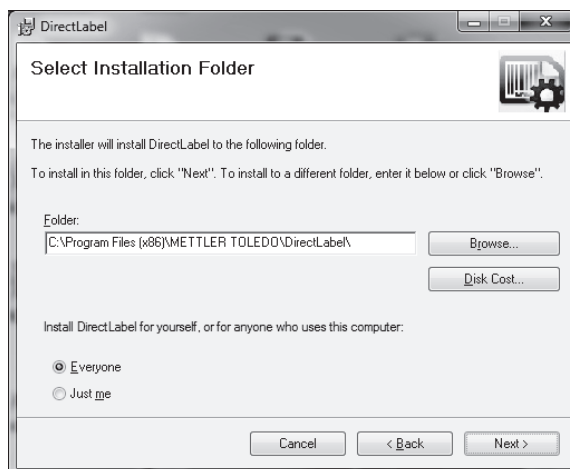 DirectLabel
Select Installation Folder
The installer will install DirectLabel to the following folder.
To install in this folder, click "Next". To install to a different folder, enter it below or click "Browse".
Folder:
C:\Program Files (x86)\METTLER TOLEDO\DirectLabel\
Browse...
Disk Cost...
Install DirectLabel for yourself, or for anyone who uses this computer:
Everyone
Just me
Cancel
< Back
Next >